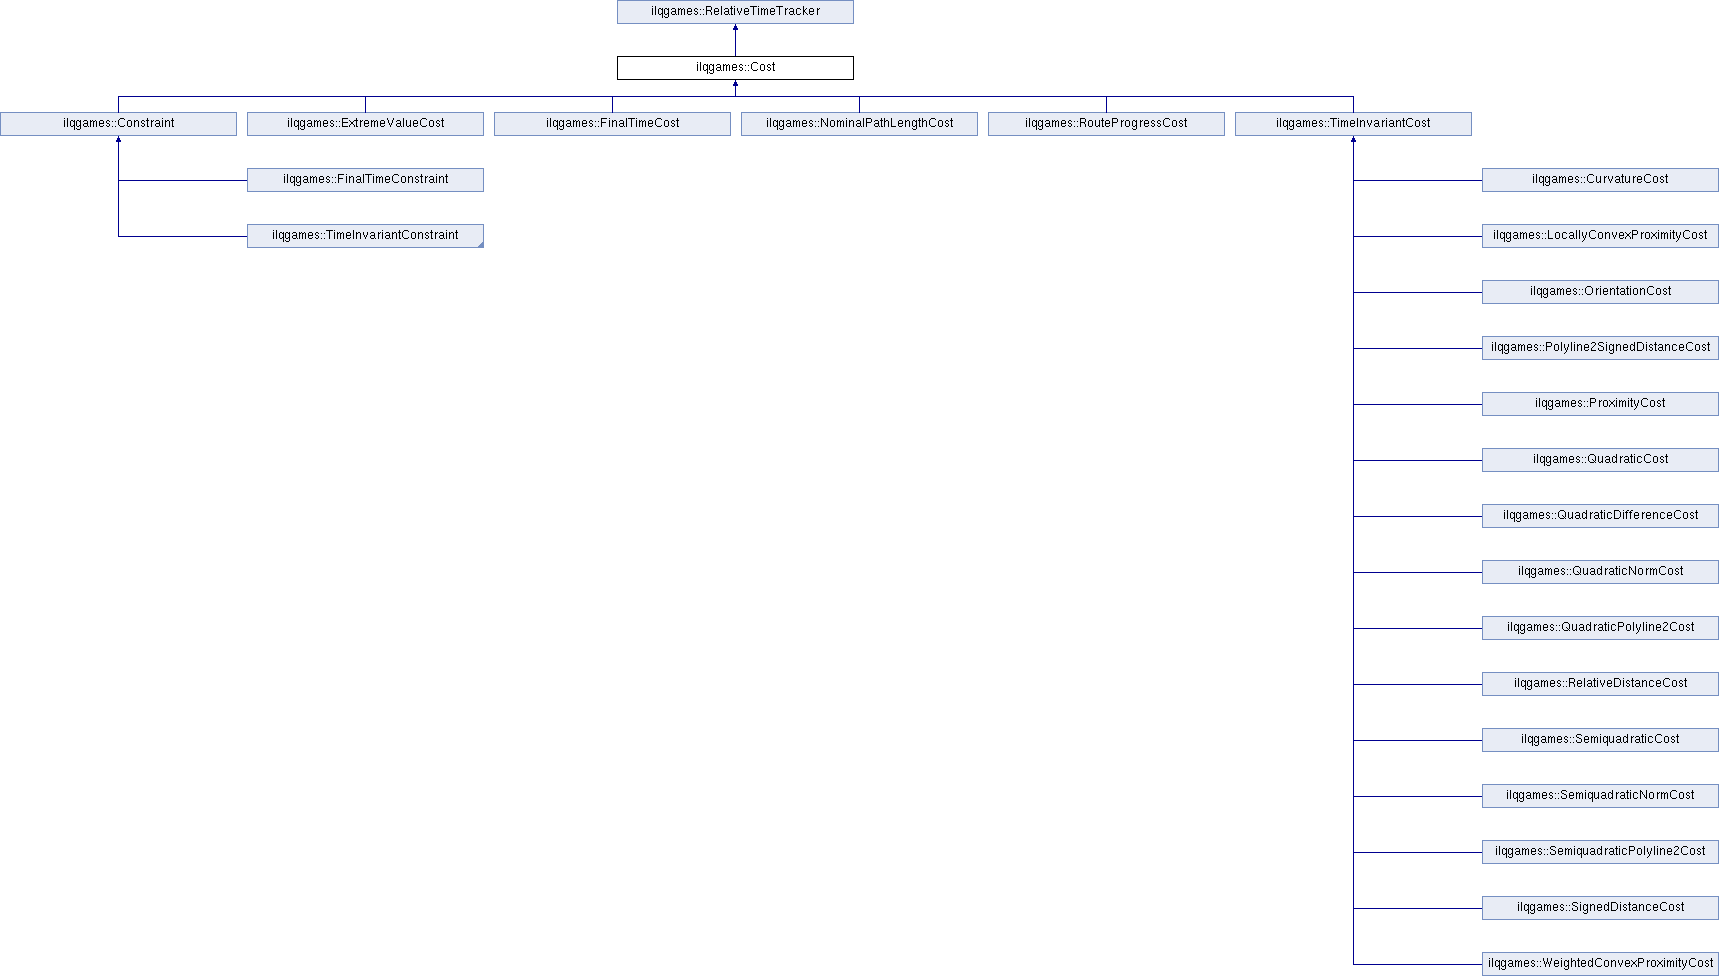 ilqgames::RelativeTimeTracker
ilqgames::Cost
ilqgames::Constraint
ilqgames::ExtremeValueCost
ilqgames::FinalTimeCost
ilqgames::NominalPathLengthCost
ilqgames::RouteProgressCost
ilqgames::TimeInvariantCost
ilqgames::FinalTimeConstraint
ilqgames::TimeInvariantConstraint
ilqgames::CurvatureCost
ilqgames::LocallyConvexProximityCost
ilqgames::OrientationCost
ilqgames::Polyline2SignedDistanceCost
ilqgames::ProximityCost
ilqgames::QuadraticCost
ilqgames::QuadraticDifferenceCost
ilqgames::QuadraticNormCost
ilqgames::QuadraticPolyline2Cost
ilqgames::RelativeDistanceCost
ilqgames::SemiquadraticCost
ilqgames::SemiquadraticNormCost
ilqgames::SemiquadraticPolyline2Cost
ilqgames::SignedDistanceCost
ilqgames::WeightedConvexProximityCost